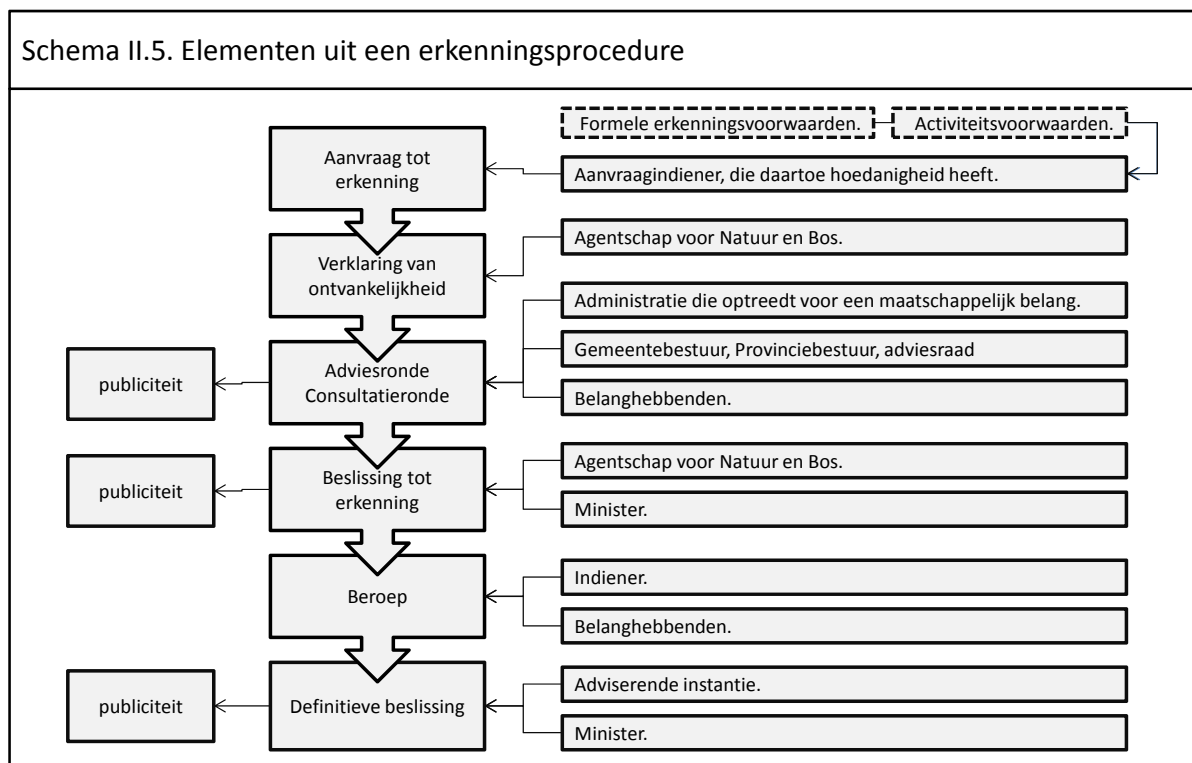 Schema II.5. Elementen uit een erkenningsprocedure
Formele erkenningsvoorwaarden.
Activiteitsvoorwaarden.
Aanvraag tot
erkenning
Aanvraagindiener, die daartoe hoedanigheid heeft.
Verklaring van
ontvankelijkheid
Agentschap voor Natuur en Bos.
Administratie die optreedt voor een maatschappelijk belang.
publiciteit
Adviesronde
Consultatieronde
Gemeentebestuur, Provinciebestuur, adviesraad
Belanghebbenden.
publiciteit
Beslissing tot
erkenning
Agentschap voor Natuur en Bos.
Minister.
Beroep
Indiener.
Belanghebbenden.
publiciteit
Definitieve beslissing
Adviserende instantie.
Minister.